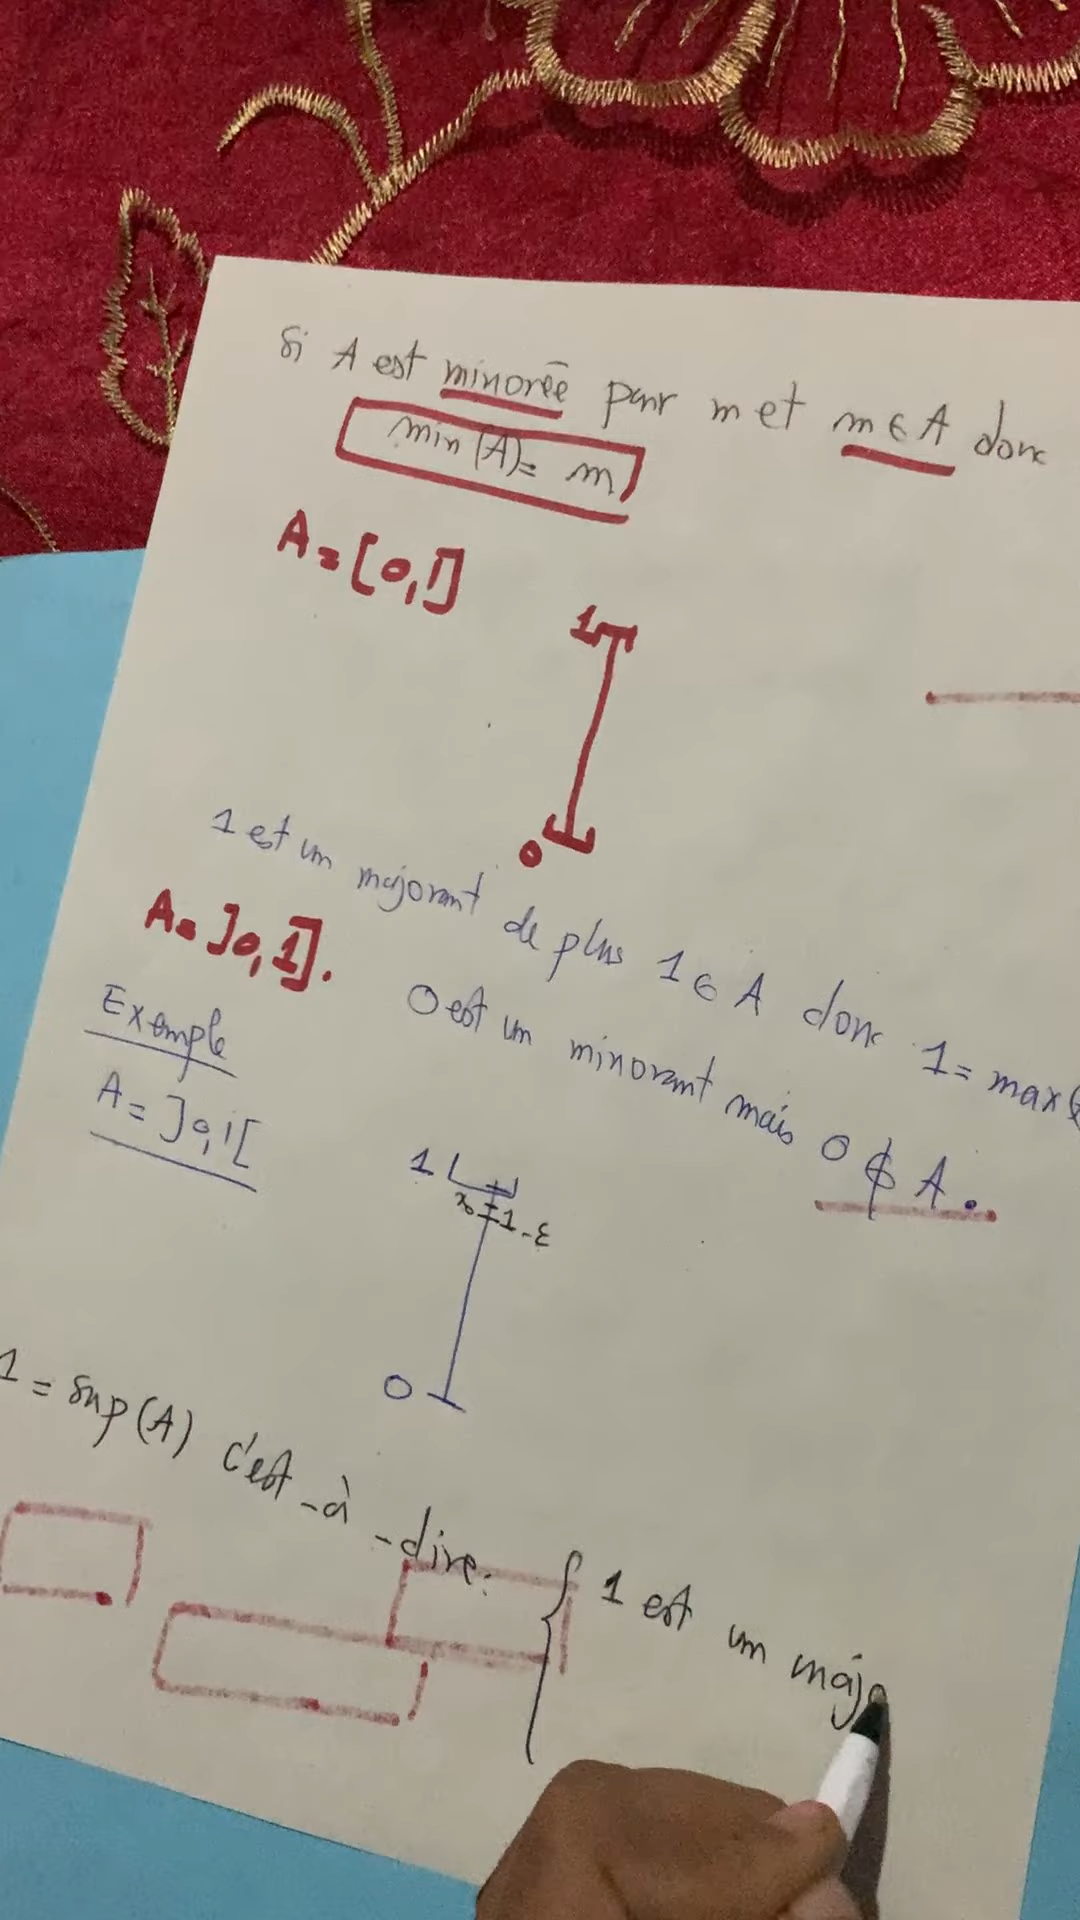 Si A est minorée par m et m ∈ A donc
min(A) = m
A = [0,1]
1
0
1 est un majorant de plus 1 ∈ A donc 1 = max(
A = ]0,1].
0 est un minorant mais 0 ∉ A.
Exemple
A = ]0,1[
1
x 1-ε
0
1 = sup(A) c'est-à-dire: { 1 est un majo